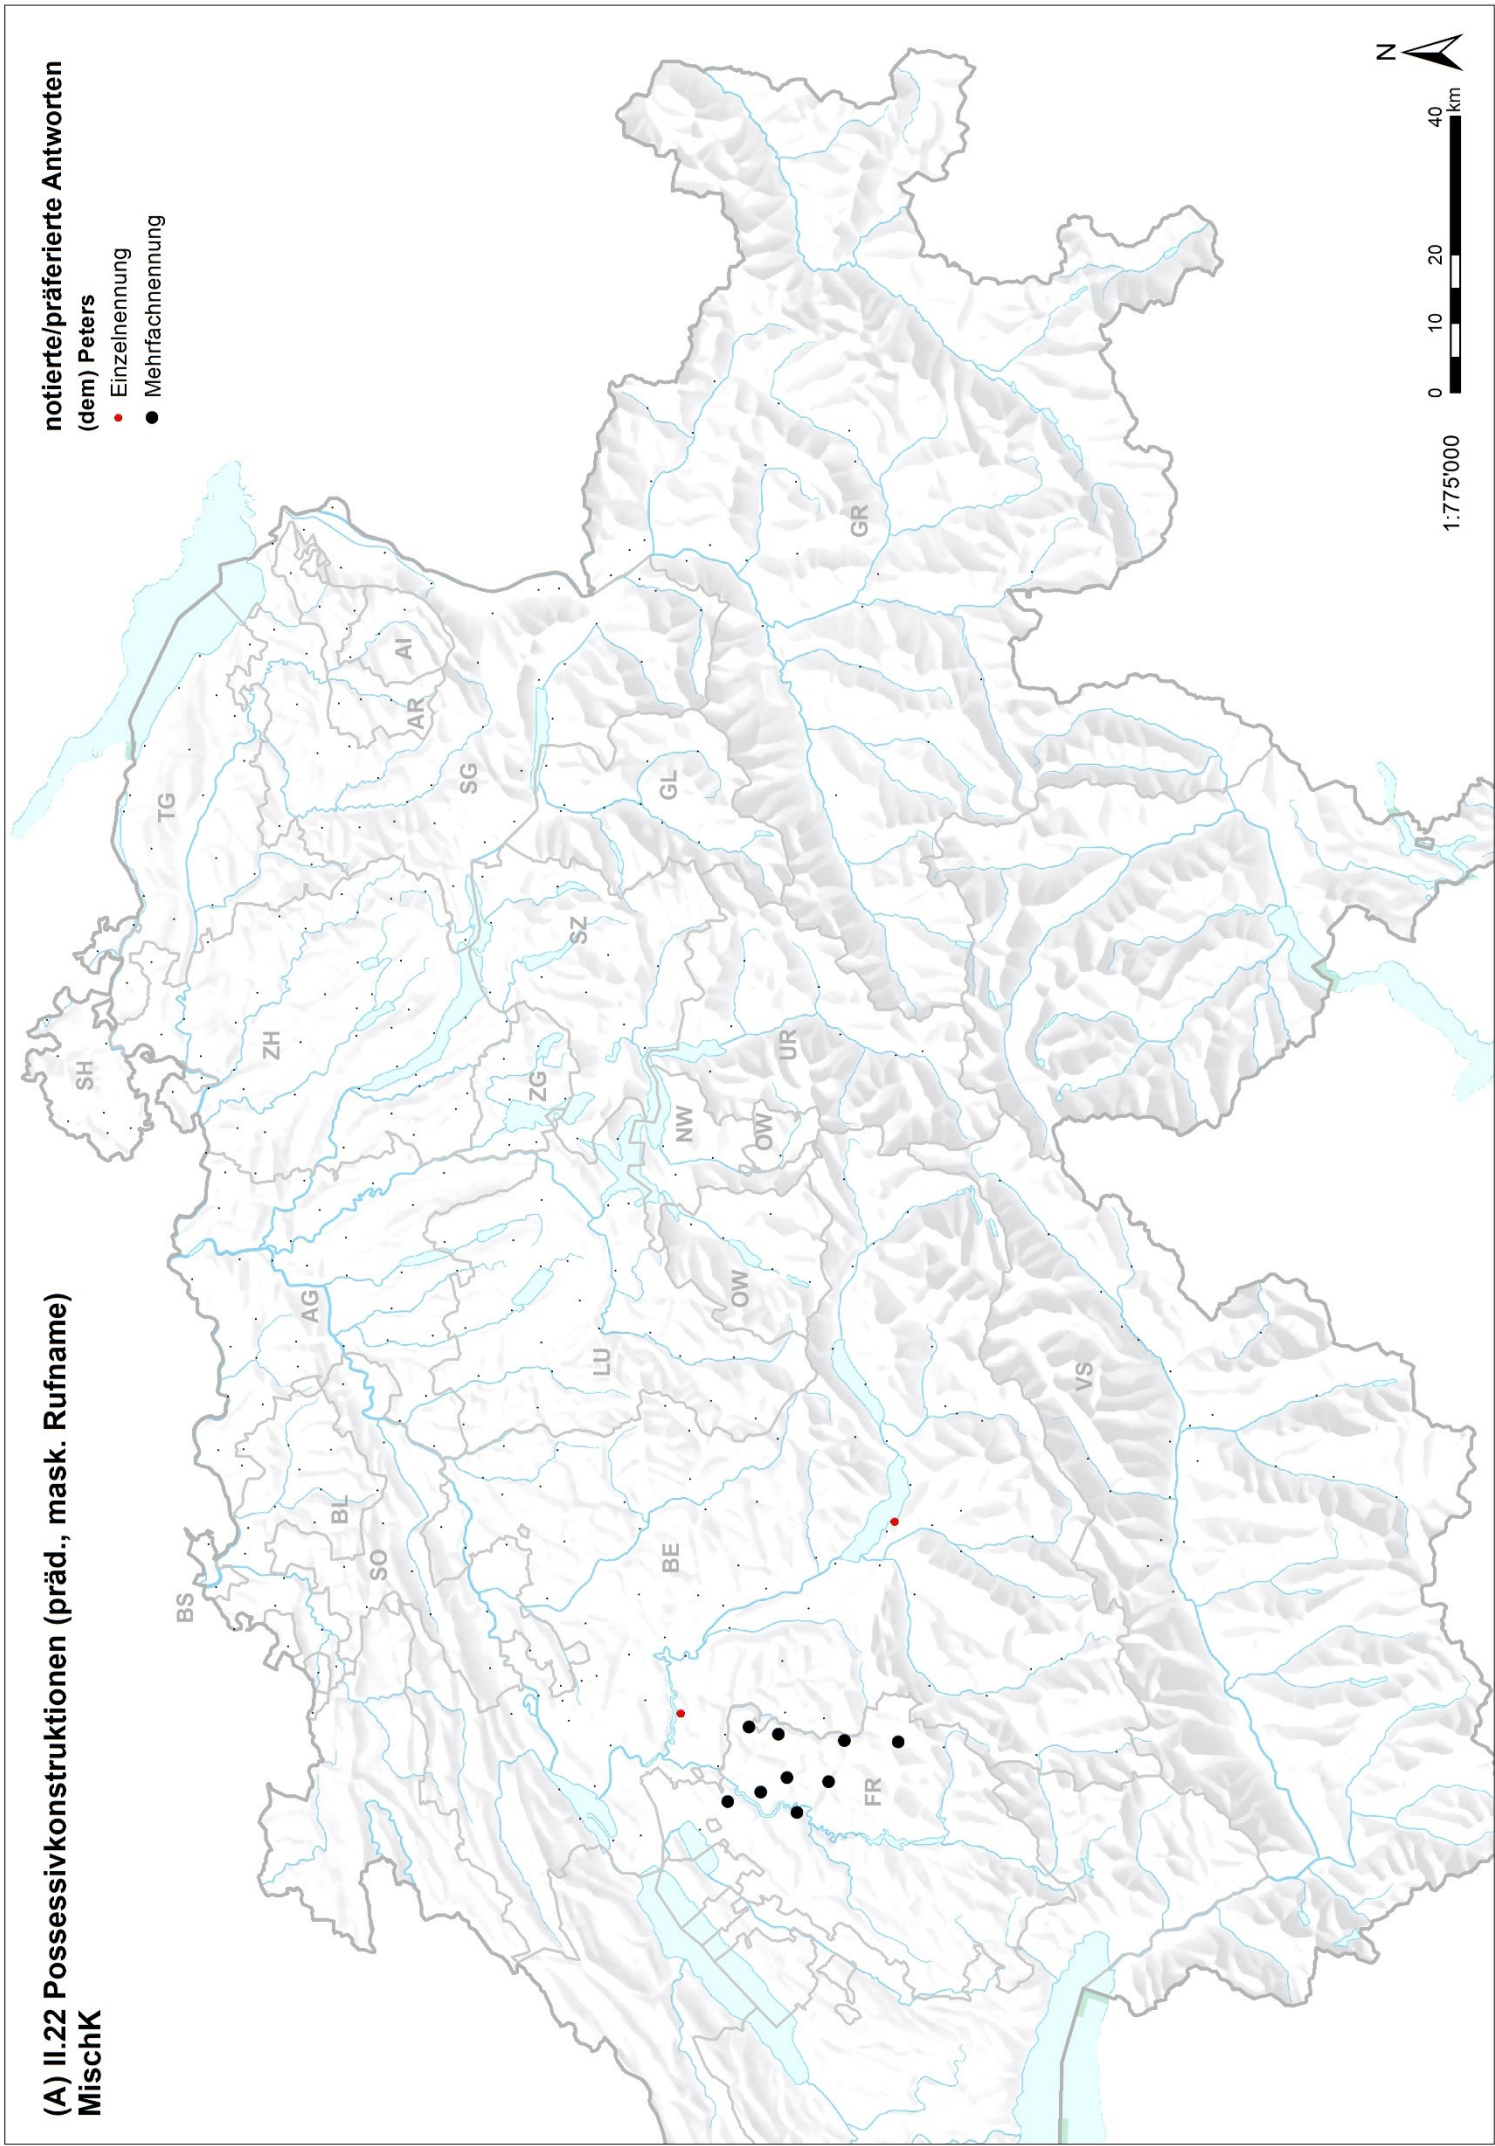 (A) II.22 Possessivkonstruktionen (präd., mask. Rufname)
MischK
notierte/präferierte Antworten
(dem) Peters
Einzelnennung
Mehrfachnennung
SH
BS
TG
ZH
AG
BL
SO
AI
AR
SG
ZG
SZ
GL
LU
NW
OW
OW
UR
BE
GR
FR
VS
N
0 10 20 40
km
1:775'000